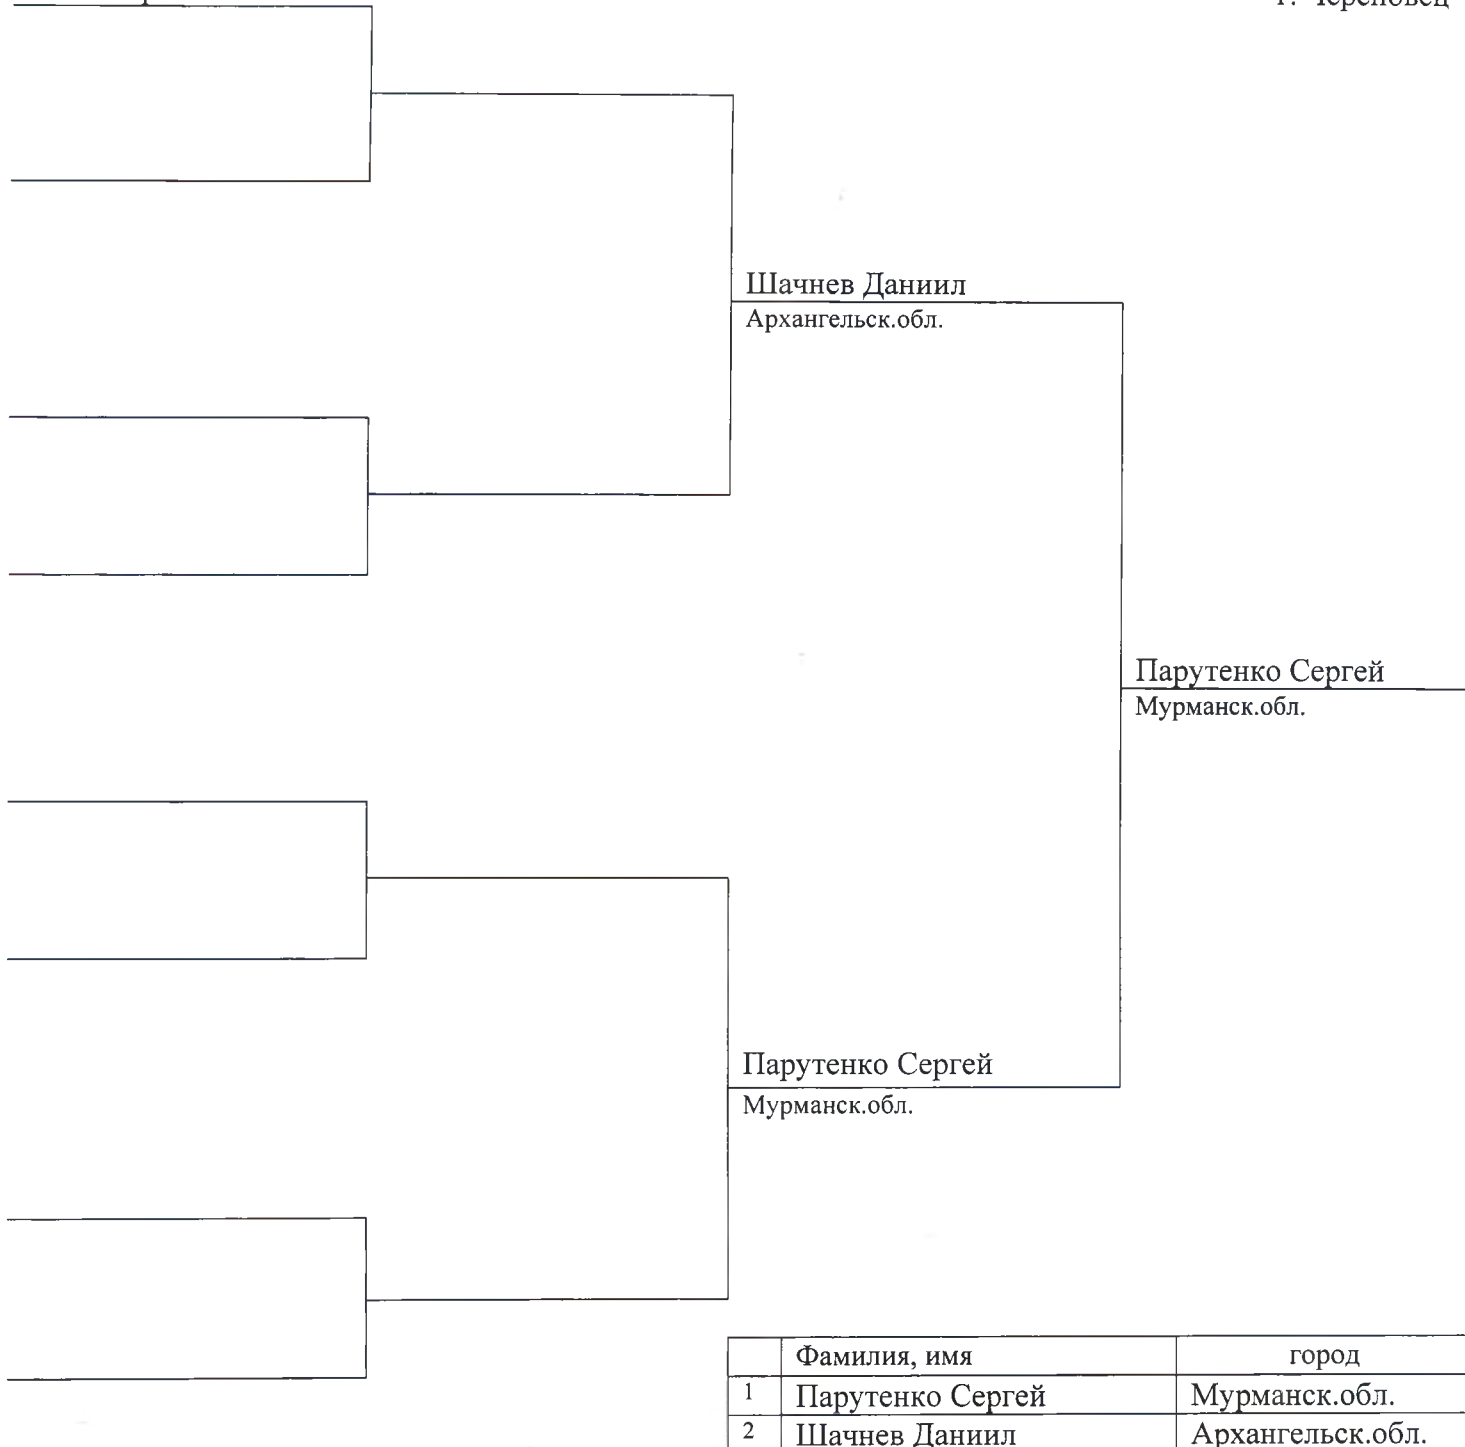 г. Череповец
Шачнев Даниил
Архангельск.обл.
Парутенко Сергей
Мурманск.обл.
Парутенко Сергей
Мурманск.обл.
Фамилия, имя город
1 Парутенко Сергей Мурманск.обл.
2 Шачнев Даниил Архангельск.обл.